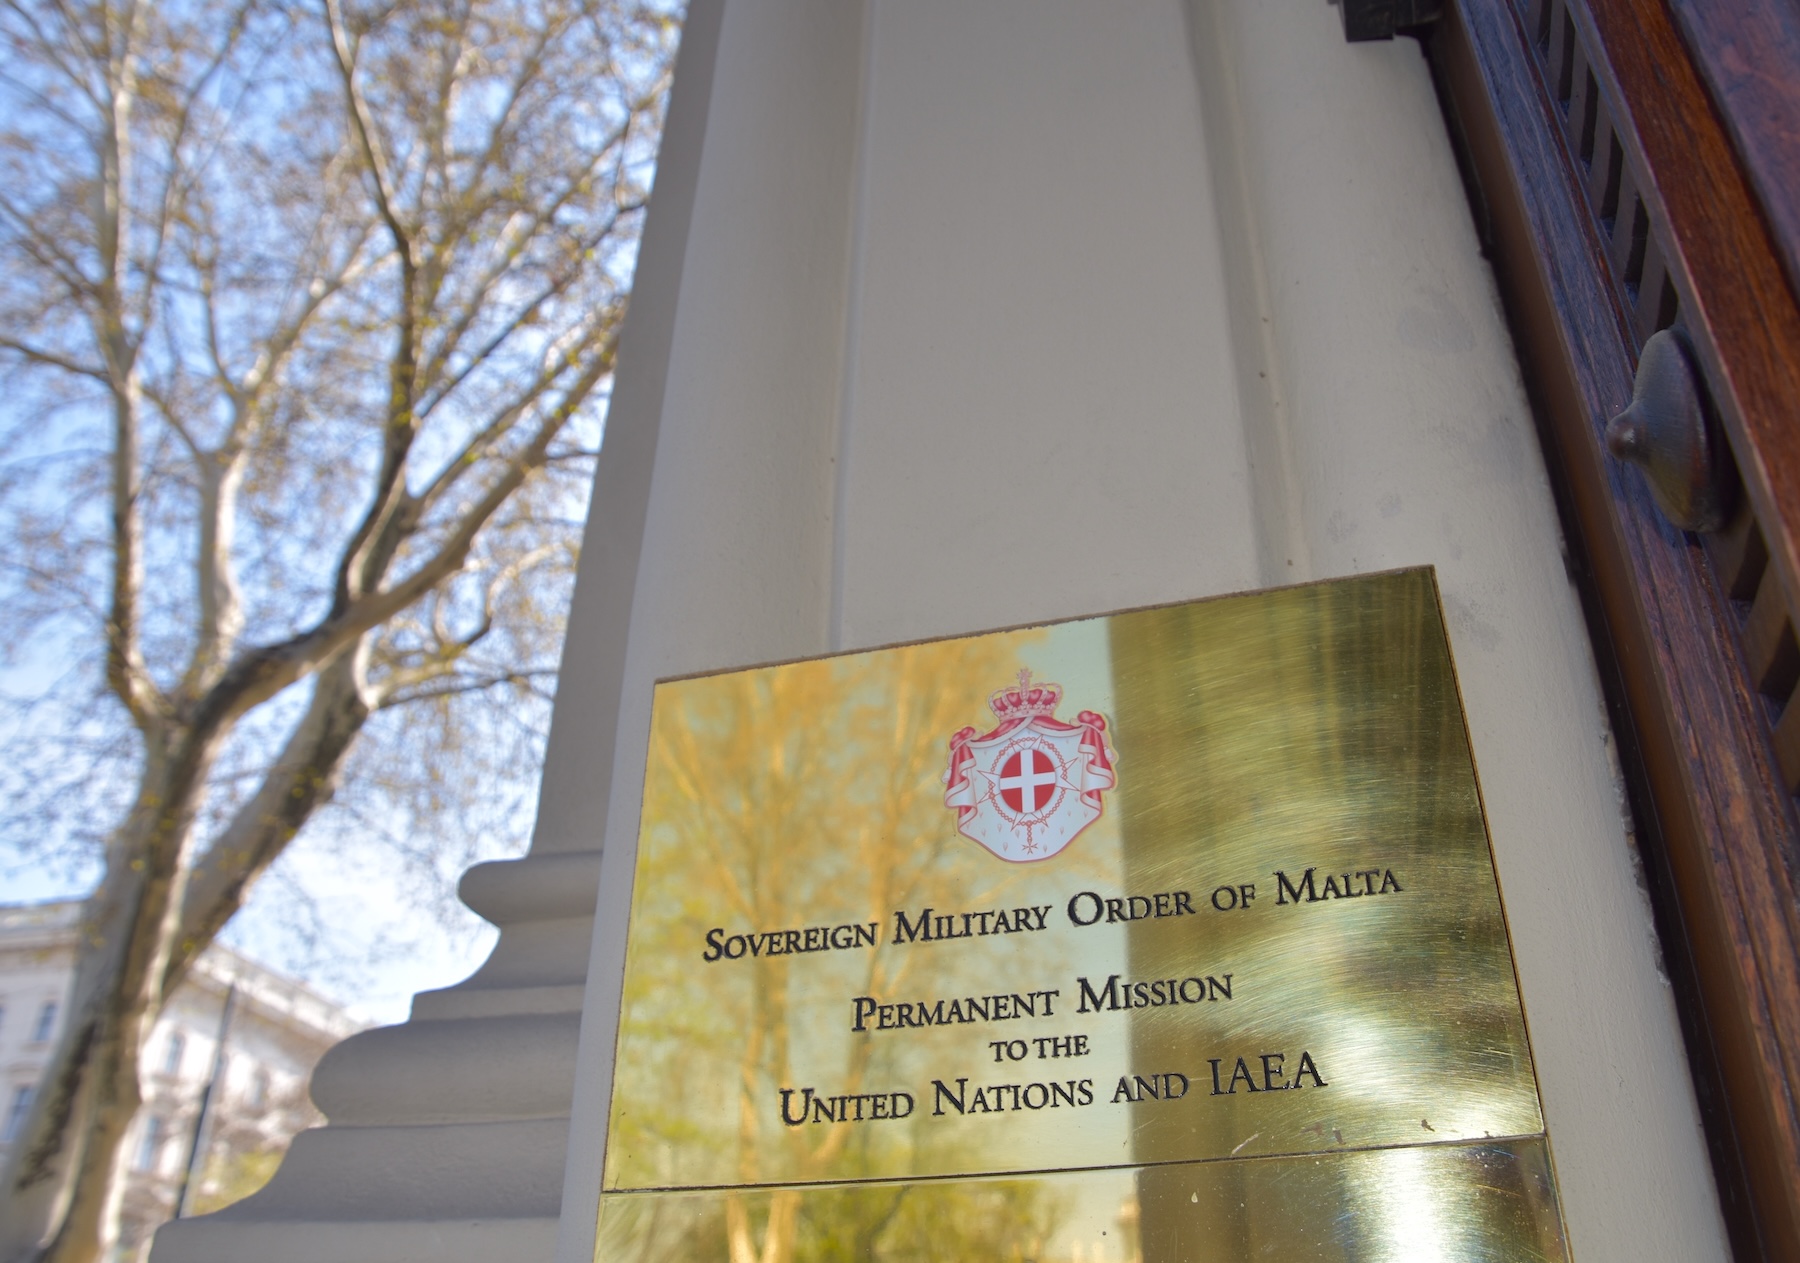 Sovereign Military Order of Malta
Permanent Mission
to the
United Nations and IAEA